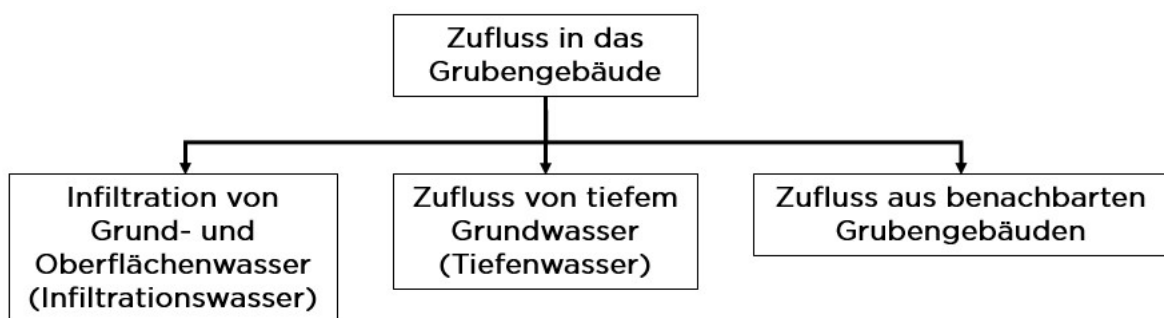 Zufluss in das
Grubengebäude
Infiltration von
Grund- und
Oberflächenwasser
(Infiltrationswasser)
Zufluss von tiefem
Grundwasser
(Tiefenwasser)
Zufluss aus benachbarten
Grubengebäuden